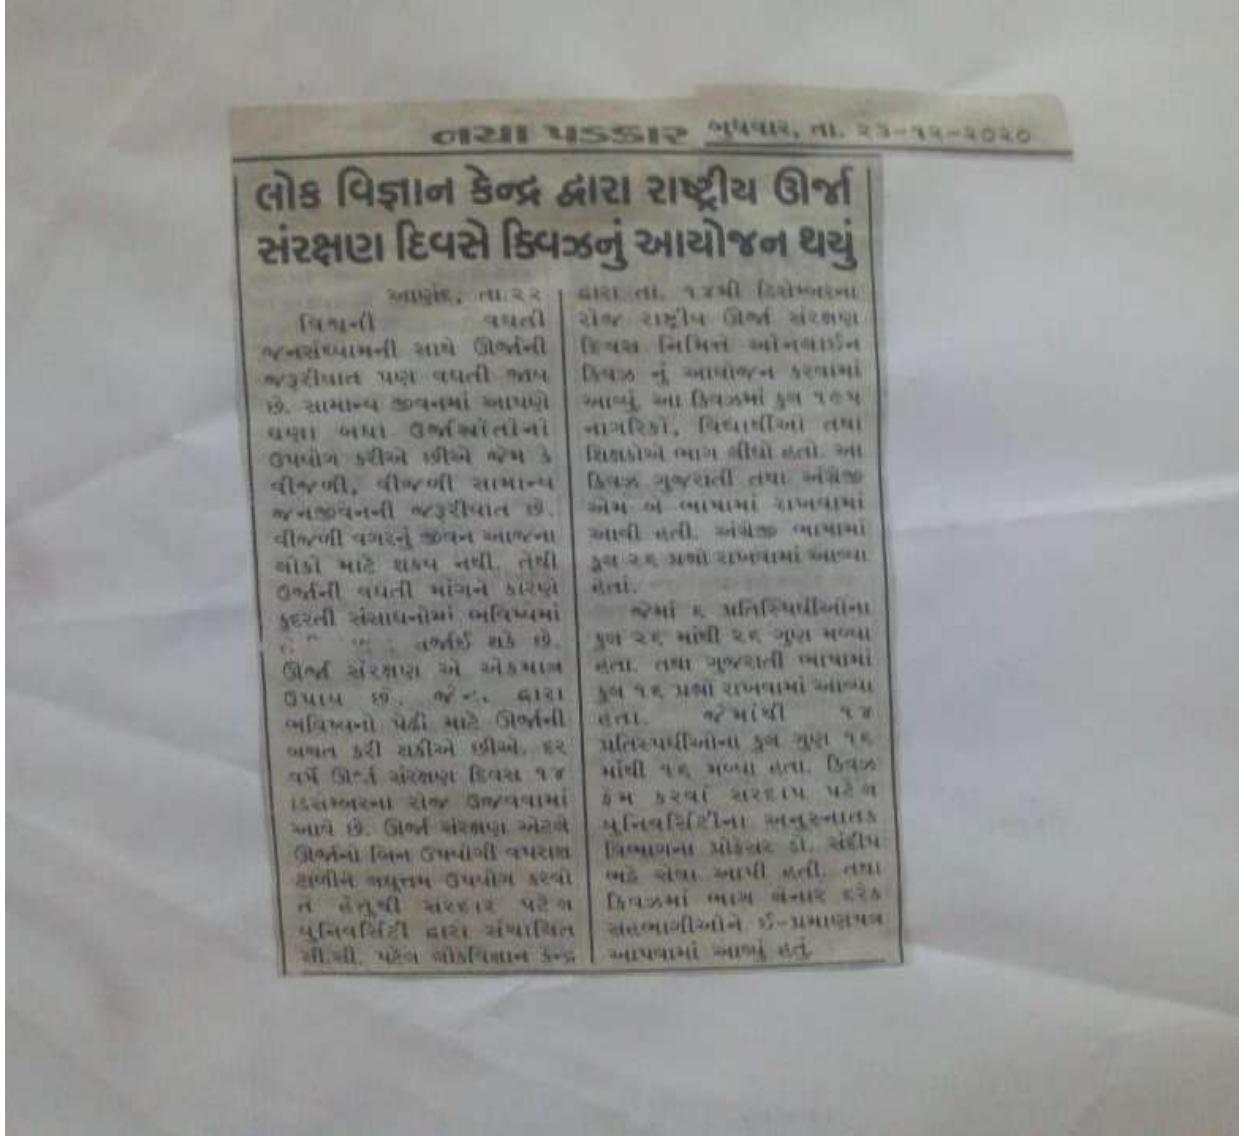 નયા પડકાર બુધવાર, તા. ૨૩-૧૨-૨૦૨૦
લોક વિજ્ઞાન કેન્દ્ર દ્વારા રાષ્ટ્રીય ઊર્જા
સંરક્ષણ દિવસે ક્વિઝનું આયોજન થયું
આણંદ, તા.૨૨
વિશ્વની વધતી
જનસંખ્યામની સાથે ઊર્જાની
જરૂરીયાત પણ વધતી જાય
છે. સામાન્ય જીવનમાં આપણે
ઘણા બધા ઉર્જાસ્ત્રોતોનો
ઉપયોગ કરીએ છીએ જેમ કે
વીજળી, વીજળી સામાન્ય
જનજીવનની જરૂરીયાત છે.
વીજળી વગરનું જીવન આજના
લોકો માટે શક્ય નથી. તેથી
ઉર્જાની વધતી માંગને કારણે
કુદરતી સંસાધનોમાં ભવિષ્યમાં
સર્જાઈ શકે છે.
ઊર્જા સંરક્ષણ એ એકમાત્ર
ઉપાય છે. દ્વારા
ભવિષ્યની પેઢી માટે ઊર્જાની
બચત કરી શકીએ છીએ. દર
વર્ષે ઊર્જા સંરક્ષણ દિવસ ૧૪
ડિસેમ્બરના રોજ ઉજવવામાં
આવે છે. ઊર્જા સંરક્ષણ એટલે
ઊર્જાનો બિન ઉપયોગી વપરાશ
ટાળીને લઘુત્તમ ઉપયોગ કરવો
તે હેતુથી સરદાર પટેલ
યુનિવર્સિટી દ્વારા સંચાલિત
સી.સી. પટેલ લોકવિજ્ઞાન કેન્દ્ર
દ્વારા તા. ૧૪મી ડિસેમ્બરના
રોજ રાષ્ટ્રીય ઊર્જા સંરક્ષણ
દિવસ નિમિત્તે ઓનલાઈન
ક્વિઝ નું આયોજન કરવામાં
આવ્યું. આ ક્વિઝમાં કુલ ૧૭૫
નાગરિકો, વિદ્યાર્થીઓ તથા
શિક્ષકોએ ભાગ લીધો હતો. આ
ક્વિઝ ગુજરાતી તથા અંગ્રેજી
એમ બે ભાષામાં રાખવામાં
આવી હતી. અંગ્રેજી ભાષામાં
કુલ ૨૬ પ્રશ્નો રાખવામાં આવ્યા
હતાં.
જેમાં ૬ પ્રતિસ્પિર્ધીઓના
કુલ ૨૬ માંથી ૨૬ ગુણ મળ્યા
હતા. તથા ગુજરાતી ભાષામાં
કુલ ૧૬ પ્રશ્નો રાખવામાં આવ્યા
હતા. જેમાંથી ૧૪
પ્રતિસ્પર્ધીઓના કુલ ગુણ ૧૬
માંથી ૧૬ મળ્યા હતા. ક્વિઝ
કરવાં સરદાપ પટેલ
યુનિવર્સિટીના અનુસ્નાતક
વિભાગના પ્રોફેસર ડો. સંદીપ
ભટ્ટે સેવા આપી હતી. તથા
ક્વિઝમાં ભાગ લેનાર દરેક
સહભાગીઓને ઈ-પ્રમાણપત્ર
આપવામાં આવ્યું હતું.